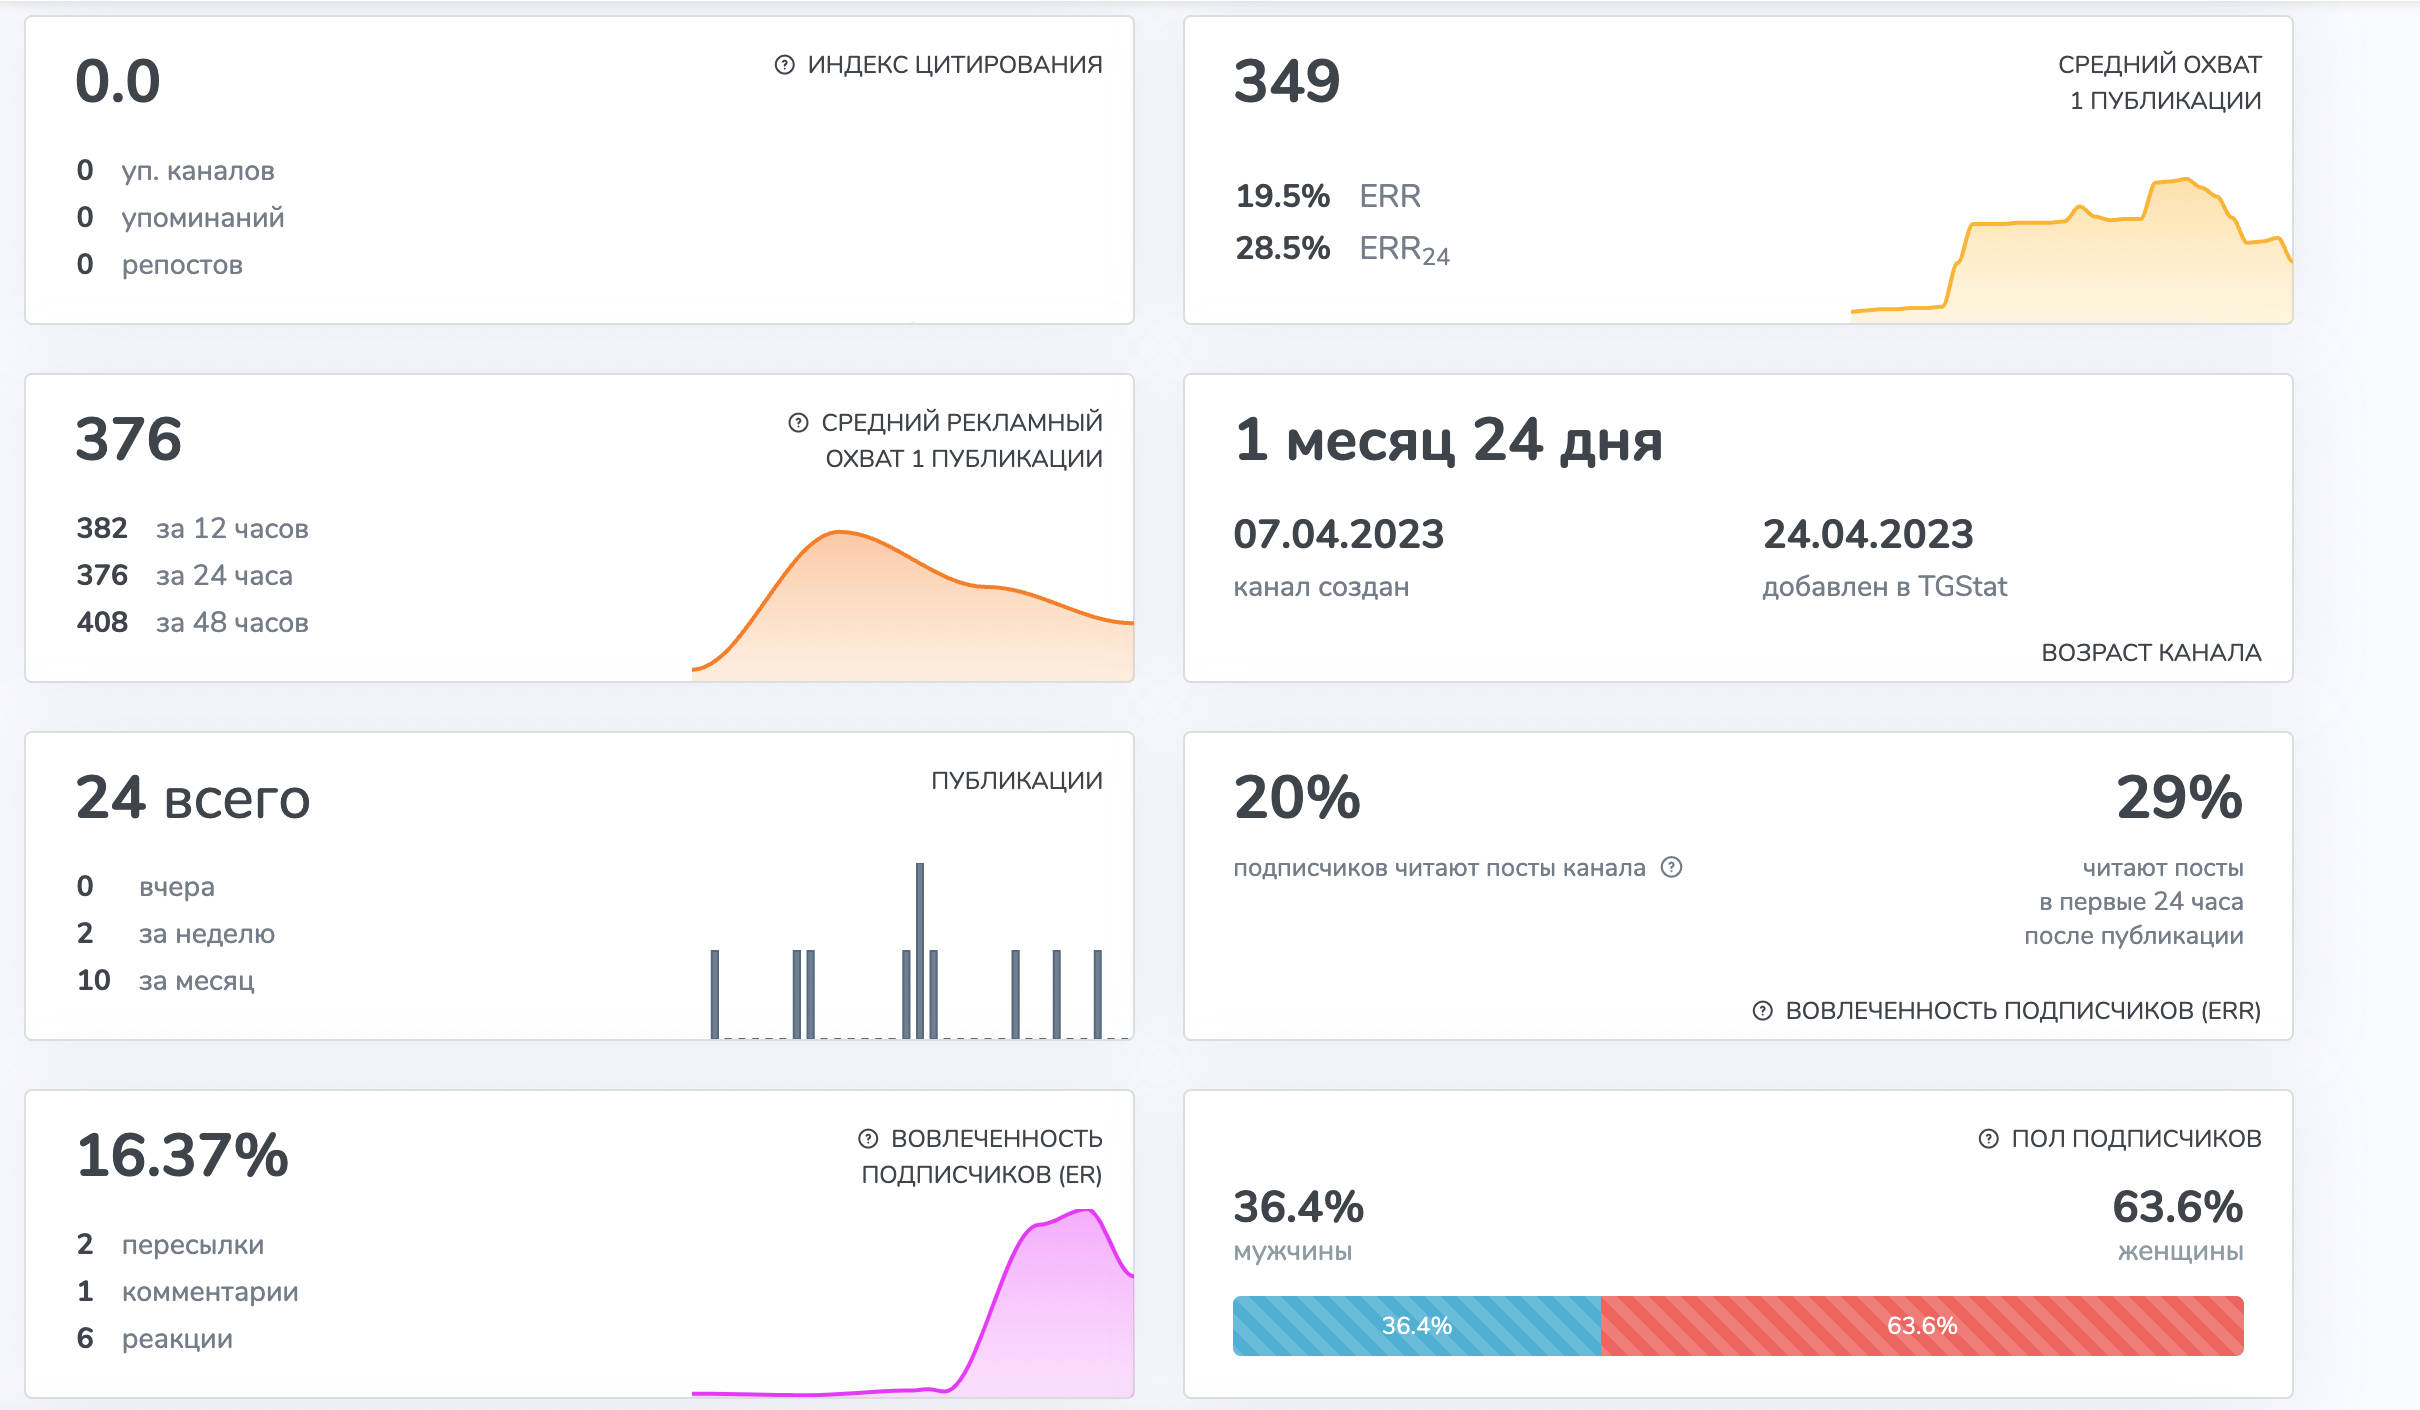 0.0
ИНДЕКС ЦИТИРОВАНИЯ
0 уп. каналов
0 упоминаний
0 репостов
349
СРЕДНИЙ ОХВАТ
1 ПУБЛИКАЦИИ
19.5% ERR
28.5% ERR24
376
СРЕДНИЙ РЕКЛАМНЫЙ
ОХВАТ 1 ПУБЛИКАЦИИ
382 за 12 часов
376 за 24 часа
408 за 48 часов
1 месяц 24 дня
07.04.2023
канал создан
24.04.2023
добавлен в TGStat
ВОЗРАСТ КАНАЛА
24 всего
ПУБЛИКАЦИИ
0 вчера
2 за неделю
10 за месяц
20%
подписчиков читают посты канала
29%
читают посты
в первые 24 часа
после публикации
ВОВЛЕЧЕННОСТЬ ПОДПИСЧИКОВ (ERR)
16.37%
ВОВЛЕЧЕННОСТЬ
ПОДПИСЧИКОВ (ER)
2 пересылки
1 комментарии
6 реакции
ПОЛ ПОДПИСЧИКОВ
36.4%
мужчины
63.6%
женщины
36.4%
63.6%